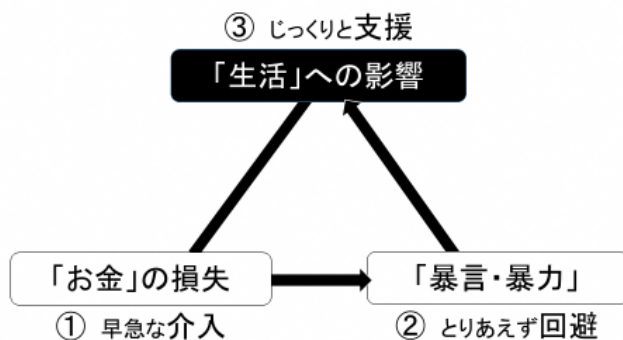 ③ じっくりと支援
「生活」への影響
「お金」の損失
「暴言・暴力」
① 早急な介入
② とりあえず回避